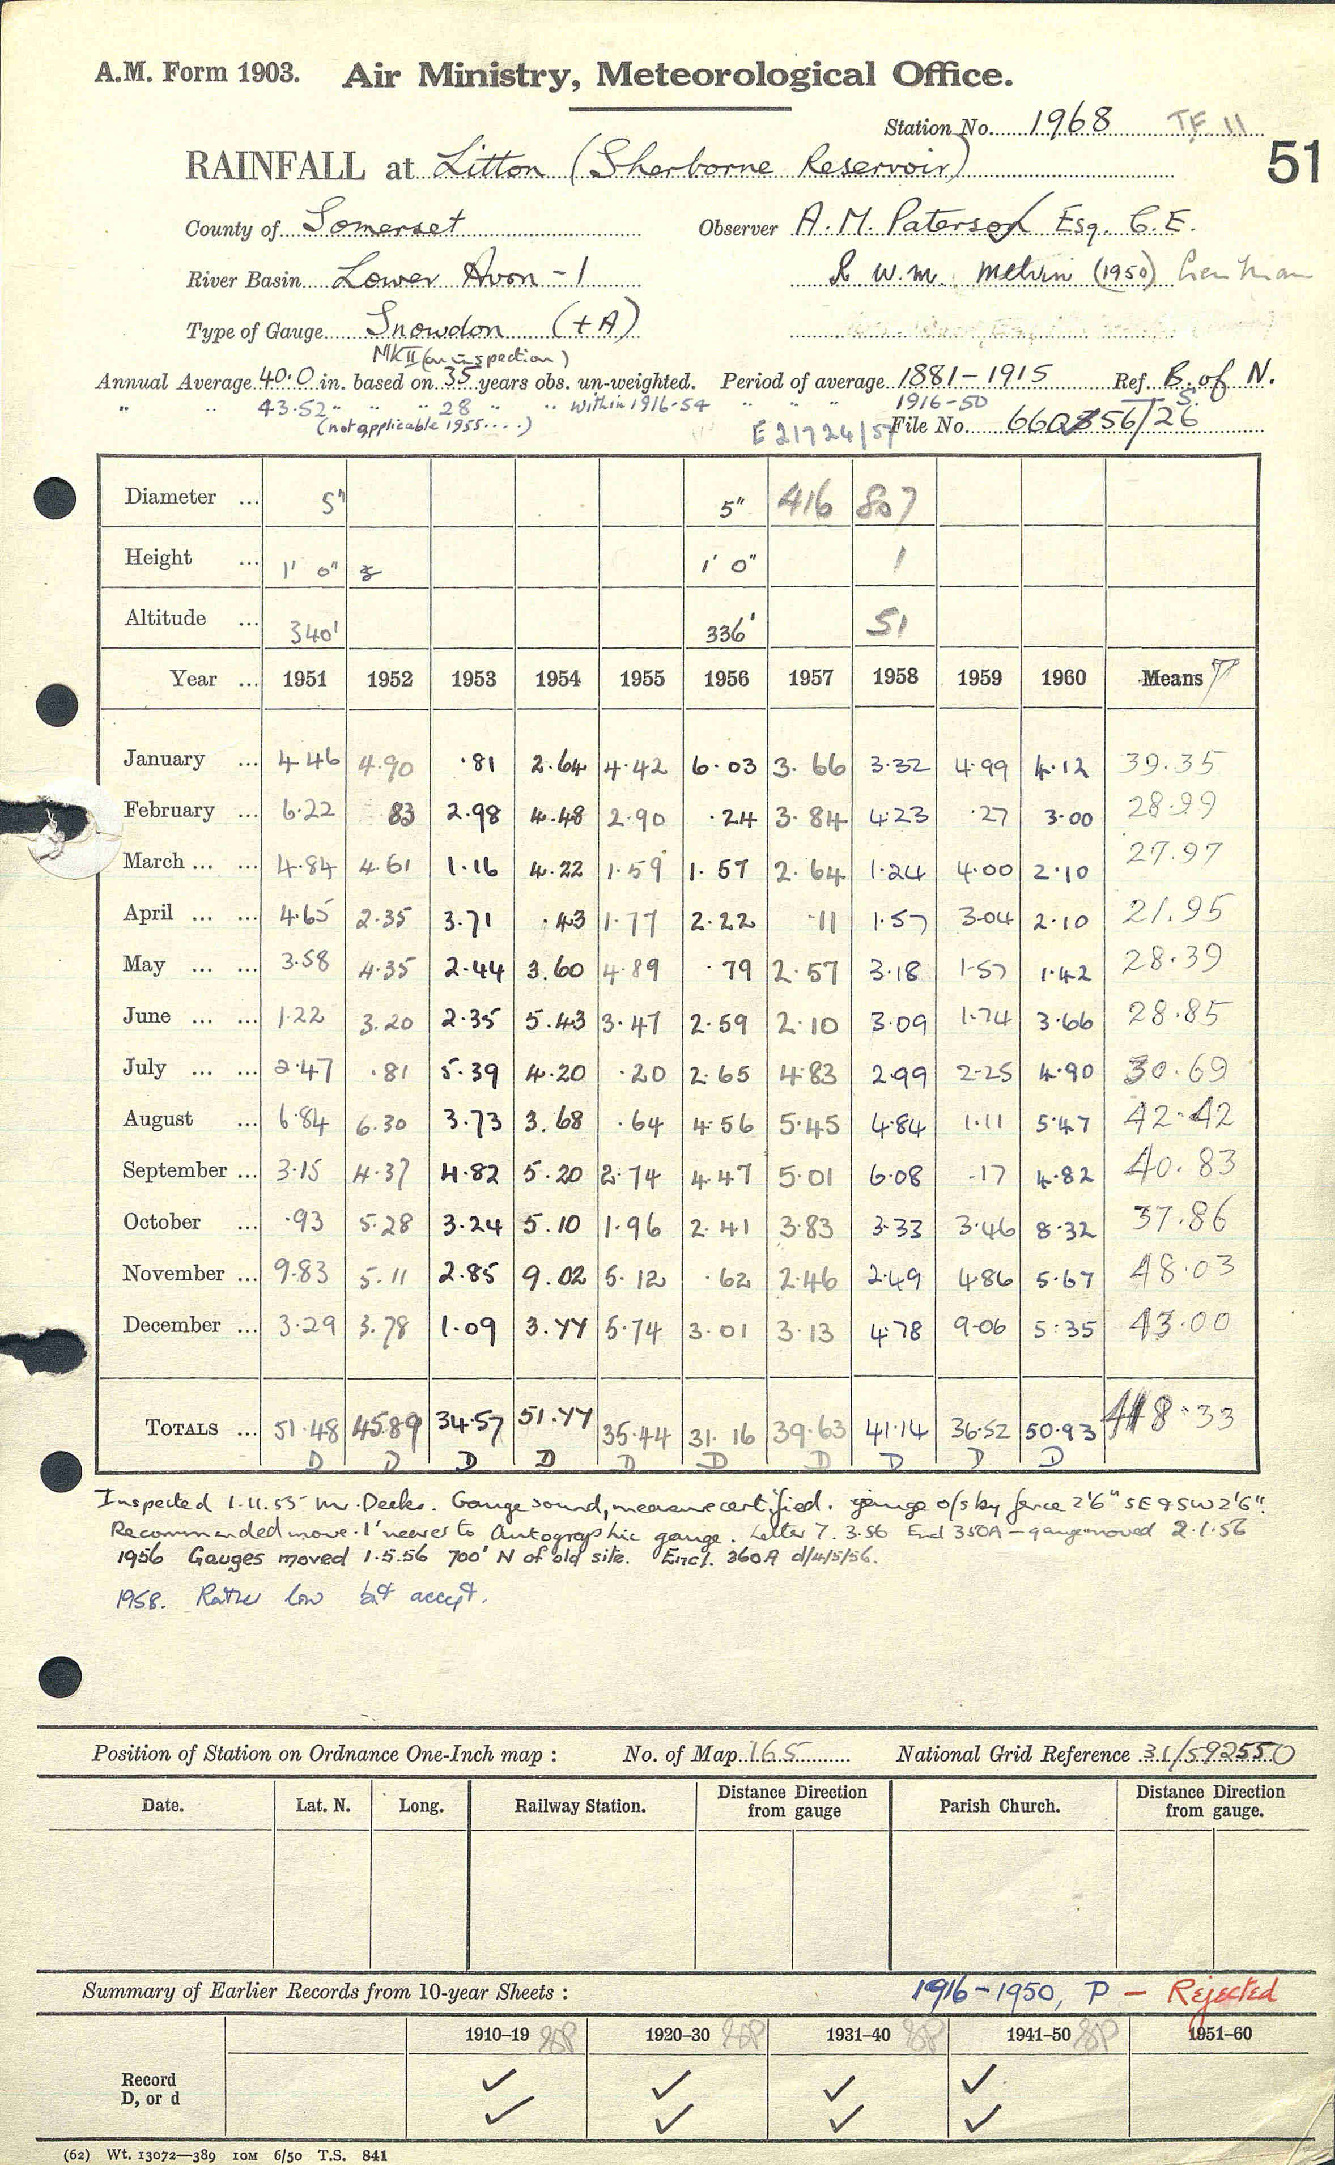 A.M. Form 1903. Air Ministry, Meteorological Office.
Station No. 1968 TF 11
51
RAINFALL at Litton (Sherborne Reservoir)
County of Somerset Observer A. M. Paterson Esq. C.E.
River Basin Lower Avon - 1 R W.M. Melvin (1950)
Type of Gauge Snowdon (+A)
MKII (on inspection)
Annual Average 40.0 in. based on 35 years obs. un-weighted. Period of average 1881-1915 Ref. B. of N.
" " 43.52 " " 28 " " within 1916-54 " " " 1916-50 S.
(not applicable 1955....) E 21724/57 File No. 66 56/T26
Diameter ... 5" 5" 416 807
Height ... 1' 0" 1' 0" 1
Altitude ... 340' 336' 51
Year ... 1951 1952 1953 1954 1955 1956 1957 1958 1959 1960 Means T
January ... 4.46 4.90 .81 2.64 4.42 6.03 3.66 3.32 4.99 4.12 39.35
February ... 6.22 83 2.98 4.48 2.90 .24 3.84 4.23 .27 3.00 28.99
March ... ... 4.84 4.61 1.16 4.22 1.59 1.57 2.64 1.24 4.00 2.10 27.97
April ... ... 4.65 2.35 3.71 .43 1.77 2.22 .11 1.57 3.04 2.10 21.95
May ... ... 3.58 4.35 2.44 3.60 4.89 .79 2.57 3.18 1.57 1.42 28.39
June ... ... 1.22 3.20 2.35 5.43 3.47 2.59 2.10 3.09 1.74 3.66 28.85
July ... ... 2.47 .81 5.39 4.20 .20 2.65 4.83 2.99 2.25 4.90 30.69
August ... 6.84 6.30 3.73 3.68 .64 4.56 5.45 4.84 1.11 5.47 42.42
September ... 3.15 4.37 4.82 5.20 2.74 4.47 5.01 6.08 .17 4.82 40.83
October ... .93 5.28 3.24 5.10 1.96 2.41 3.83 3.33 3.46 8.32 37.86
November ... 9.83 5.11 2.85 9.02 5.12 .62 2.46 2.49 4.86 5.67 48.03
December ... 3.29 3.78 1.09 3.44 5.74 3.01 3.13 4.78 9.06 5.35 43.00
TOTALS ... 51.48 45.89 34.57 51.44 35.44 31.16 39.63 41.14 36.52 50.93 418.33
D D D D D D D D D D
Inspected 1.11.55 Mr. Deeks. Gauge sound, measure certified. gauge o/s by fence 2'6" SE & SW 2'6".
Recommended move 1' nearer to Autographic gauge. Letter 7.3.56 Encl 350A - gauge moved 2.1.56
1956 Gauges moved 1.5.56 700' N of old site. Encl. 360A d/4/5/56.
1958. Rather low but accept.
Position of Station on Ordnance One-Inch map : No. of Map 165 National Grid Reference 31/592550
Date. Lat. N. Long. Railway Station. Distance Direction from gauge Parish Church. Distance Direction from gauge.
Summary of Earlier Records from 10-year Sheets : 1916-1950, P - Rejected
1910-19 1920-30 1931-40 1941-50 1951-60
Record ✓ ✓ ✓ ✓
D, or d ✓ ✓ ✓ ✓
(62) Wt. 13072—389 10M 6/50 T.S. 841